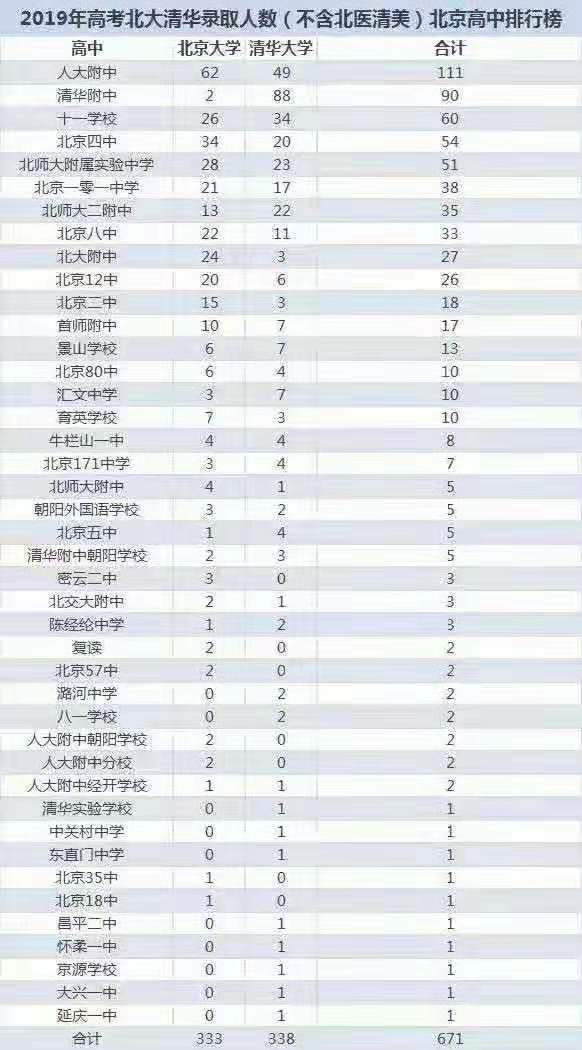 2019年高考北大清华录取人数（不含北医清美）北京高中排行榜
高中 北京大学 清华大学 合计
人大附中 62 49 111
清华附中 2 88 90
十一学校 26 34 60
北京四中 34 20 54
北师大附属实验中学 28 23 51
北京一零一中学 21 17 38
北师大二附中 13 22 35
北京八中 22 11 33
北大附中 24 3 27
北京12中 20 6 26
北京二中 15 3 18
首师附中 10 7 17
景山学校 6 7 13
北京80中 6 4 10
汇文中学 3 7 10
育英学校 7 3 10
牛栏山一中 4 4 8
北京171中学 3 4 7
北师大附中 4 1 5
朝阳外国语学校 3 2 5
北京五中 1 4 5
清华附中朝阳学校 2 3 5
密云二中 3 0 3
北交大附中 2 1 3
陈经纶中学 1 2 3
复读 2 0 2
北京57中 2 0 2
潞河中学 0 2 2
八一学校 0 2 2
人大附中朝阳学校 2 0 2
人大附中分校 2 0 2
人大附中经开学校 1 1 2
清华实验学校 0 1 1
中关村中学 0 1 1
东直门中学 0 1 1
北京35中 1 0 1
北京18中 1 0 1
昌平二中 0 1 1
怀柔一中 0 1 1
京源学校 0 1 1
大兴一中 0 1 1
延庆一中 0 1 1
合计 333 338 671